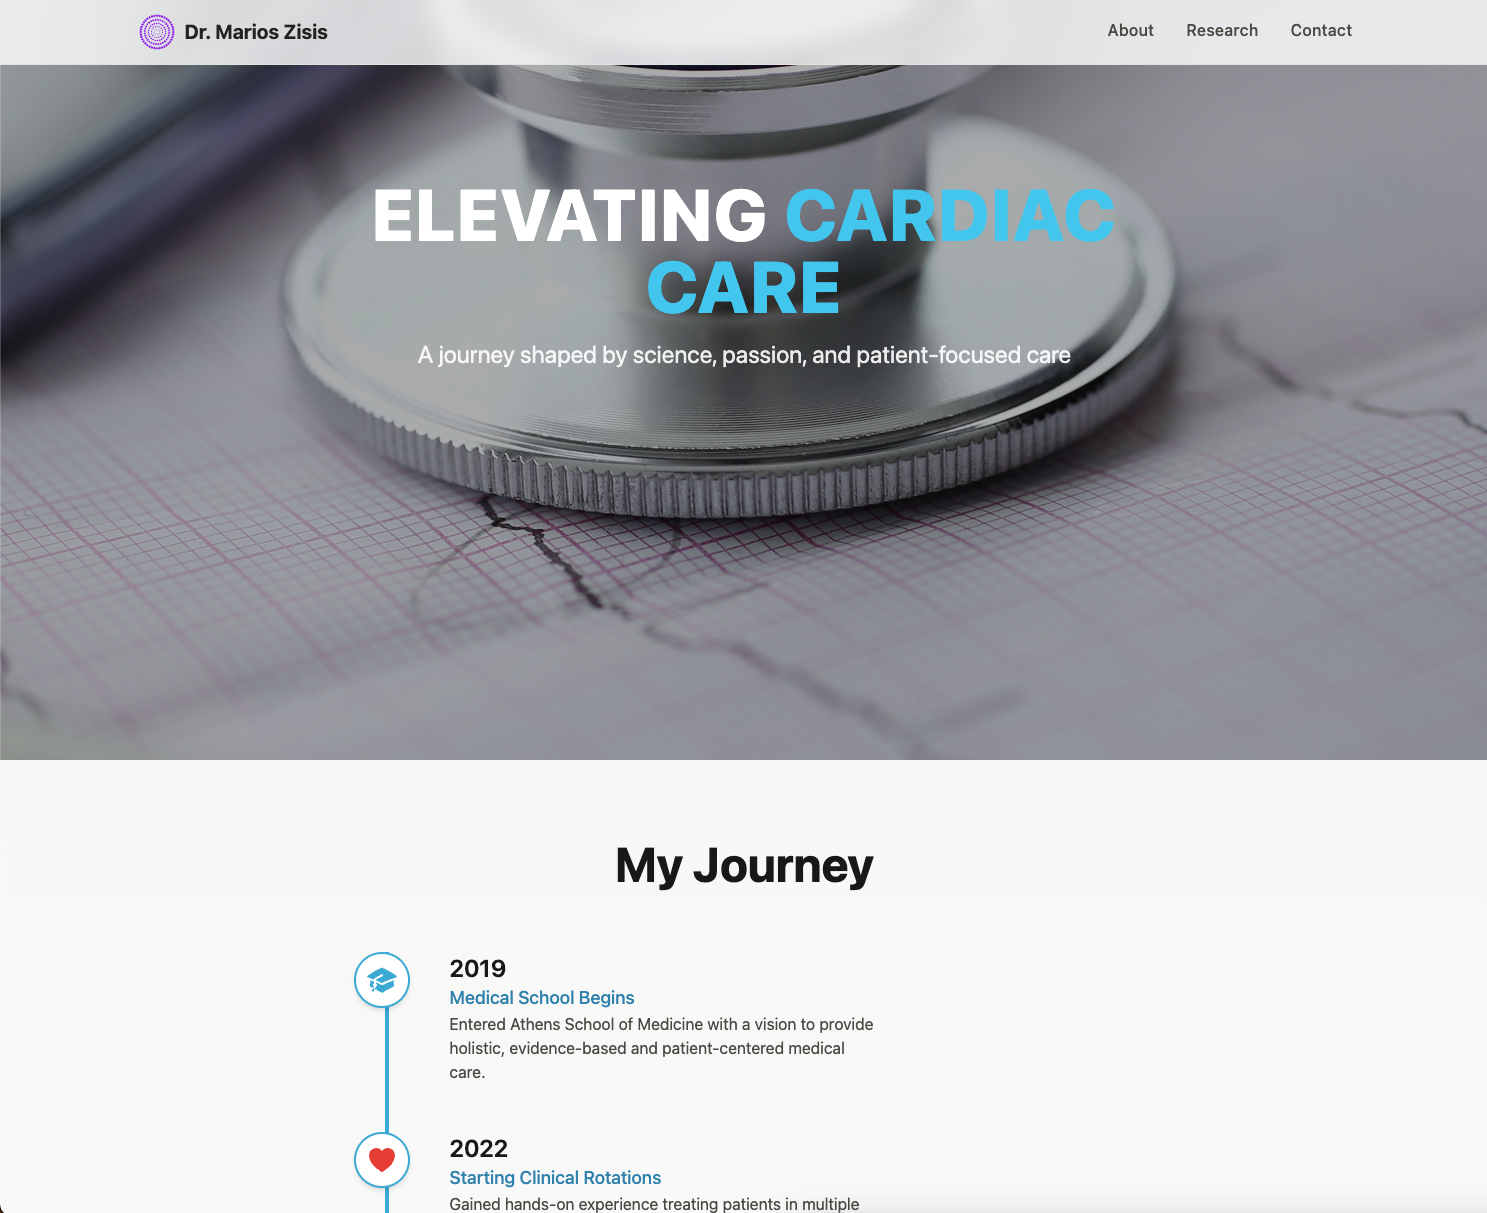 Dr. Marios Zisis
About Research Contact
ELEVATING CARDIAC
CARE
A journey shaped by science, passion, and patient-focused care
My Journey
2019
Medical School Begins
Entered Athens School of Medicine with a vision to provide
holistic, evidence-based and patient-centered medical
care.
2022
Starting Clinical Rotations
Gained hands-on experience treating patients in multiple